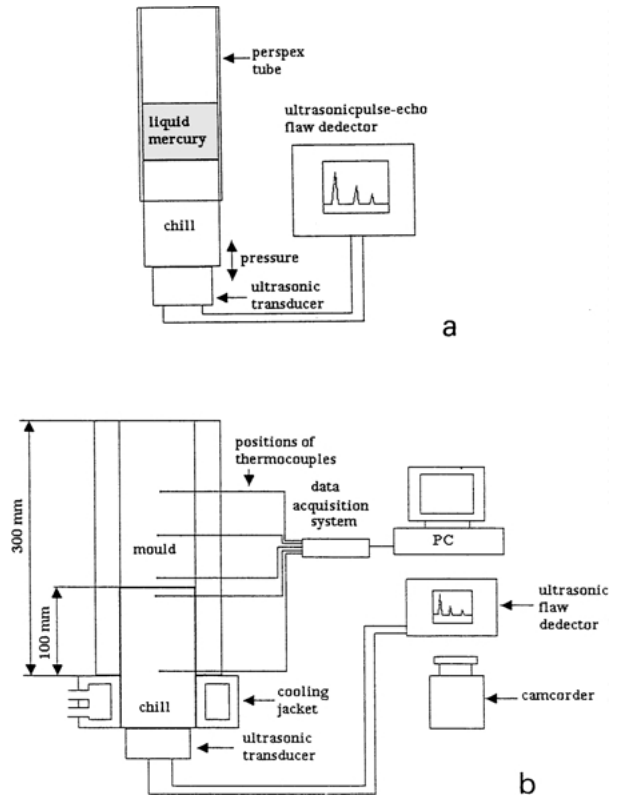 perspex
tube
liquid
mercury
ultrasonicpulse-echo
flaw dedector
chill
pressure
ultrasonic
transducer
a
positions of
thermocouples
data
acquisition
system
300 mm
mould
PC
100 mm
ultrasonic
flaw
dedector
chill
cooling
jacket
camcorder
ultrasonic
transducer
b